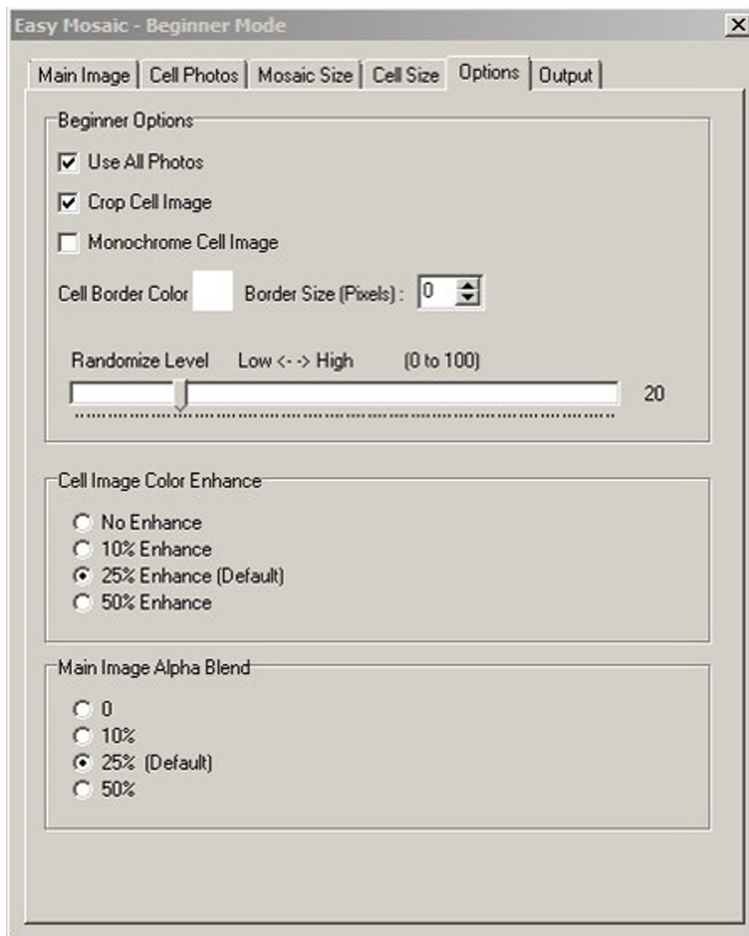 Easy Mosaic - Beginner Mode
Main Image Cell Photos Mosaic Size Cell Size Options Output
Beginner Options
Use All Photos
Crop Cell Image
Monochrome Cell Image
Cell Border Color Border Size (Pixels) : 0
Randomize Level Low <- -> High (0 to 100)
20
Cell Image Color Enhance
No Enhance
10% Enhance
25% Enhance (Default)
50% Enhance
Main Image Alpha Blend
0
10%
25% (Default)
50%